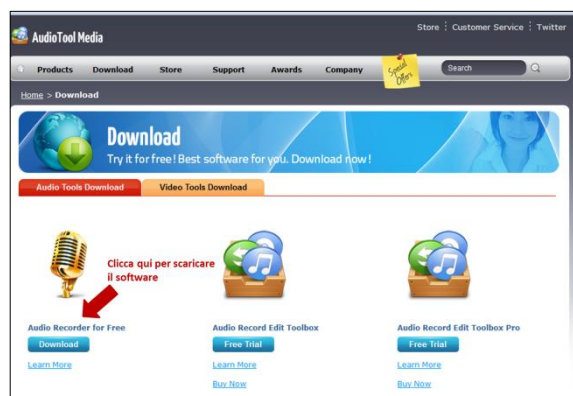 Store Customer Service Twitter
AudioTool Media
Products Download Store Support Awards Company Special Offers Search
Home > Download
Download
Try it for free! Best software for you. Download now!
Audio Tools Download Video Tools Download
Clicca qui per scaricare
il software
Audio Recorder for Free Audio Record Edit Toolbox Audio Record Edit Toolbox Pro
Download Free Trial Free Trial
Learn More Learn More Learn More
Buy Now Buy Now